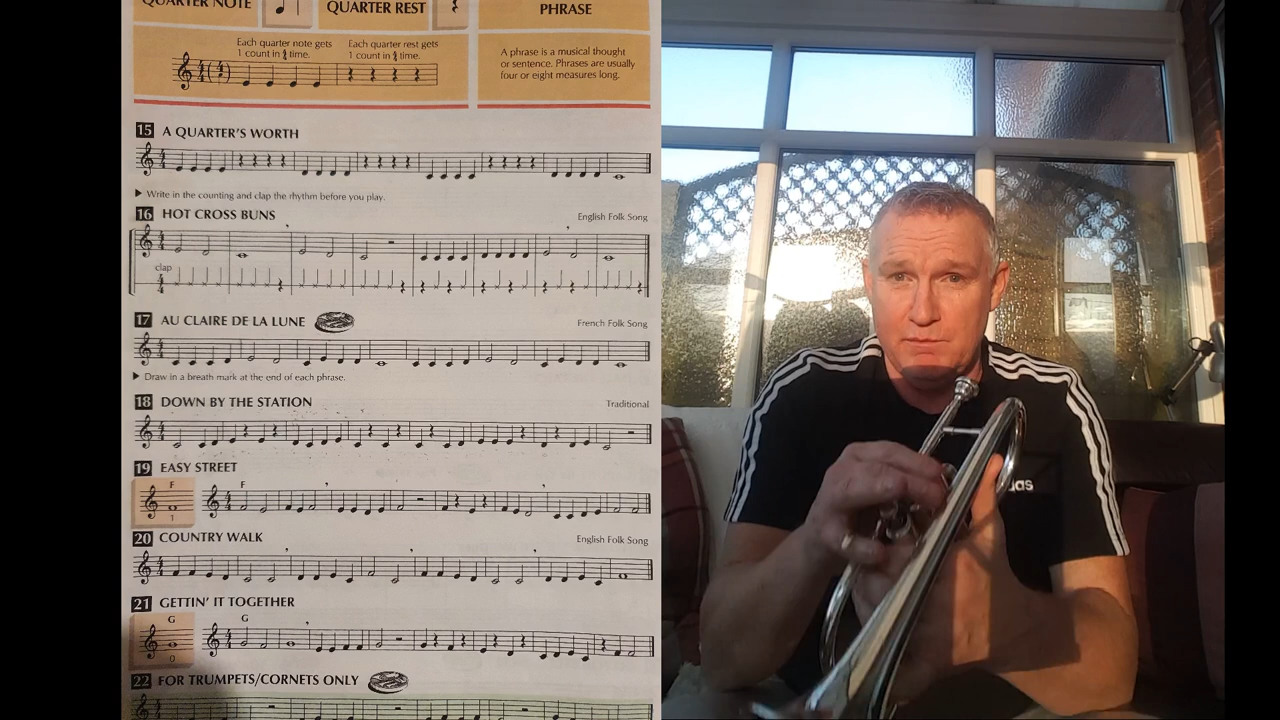 QUARTER NOTE
QUARTER REST
PHRASE
Each quarter note gets
1 count in 4/4 time.
Each quarter rest gets
1 count in 4/4 time.
A phrase is a musical thought
or sentence. Phrases are usually
four or eight measures long.
15 A QUARTER'S WORTH
▶ Write in the counting and clap the rhythm before you play.
16 HOT CROSS BUNS
English Folk Song
clap
17 AU CLAIRE DE LA LUNE
French Folk Song
▶ Draw in a breath mark at the end of each phrase.
18 DOWN BY THE STATION
Traditional
19 EASY STREET
F
F
1
20 COUNTRY WALK
English Folk Song
21 GETTIN' IT TOGETHER
G
G
0
22 FOR TRUMPETS/CORNETS ONLY
das